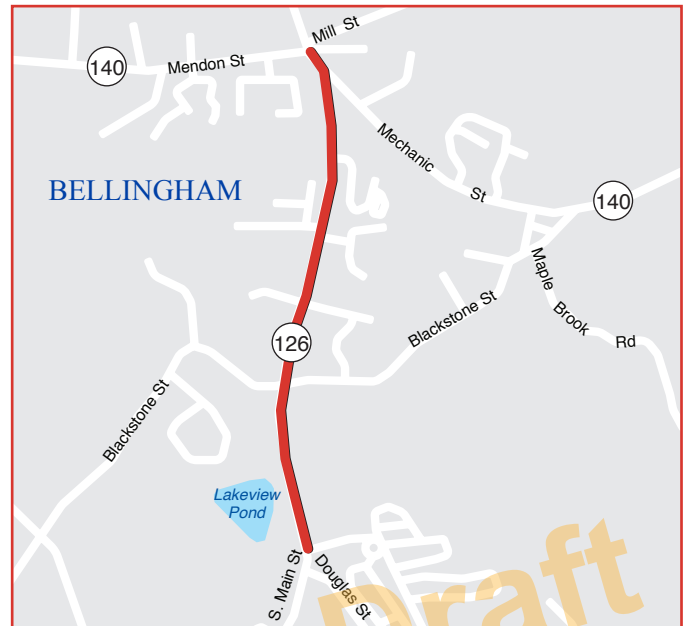 Mill St
140
Mendon St
Mechanic
St
BELLINGHAM
140
Maple
Brook
Rd
Blackstone St
126
Blackstone St
Lakeview
Pond
S. Main St
Douglas St
Draft